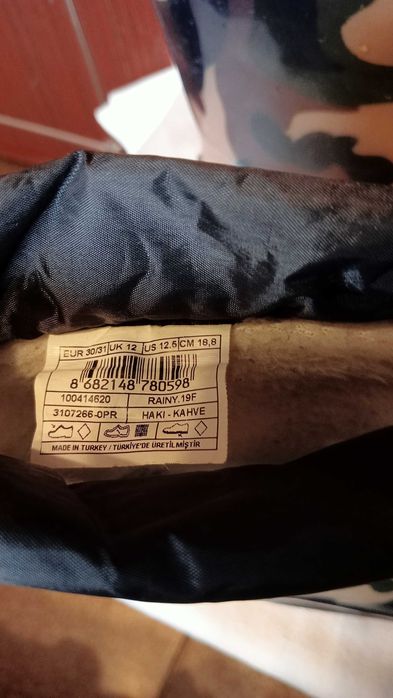 EUR 30/31 UK 12 US 12.5 CM 18,8
8 682148 780598
100414620 RAINY.19F
3107266-0PR HAKI - KAHVE
MADE IN TURKEY / TÜRKİYE'DE ÜRETİLMİŞTİR